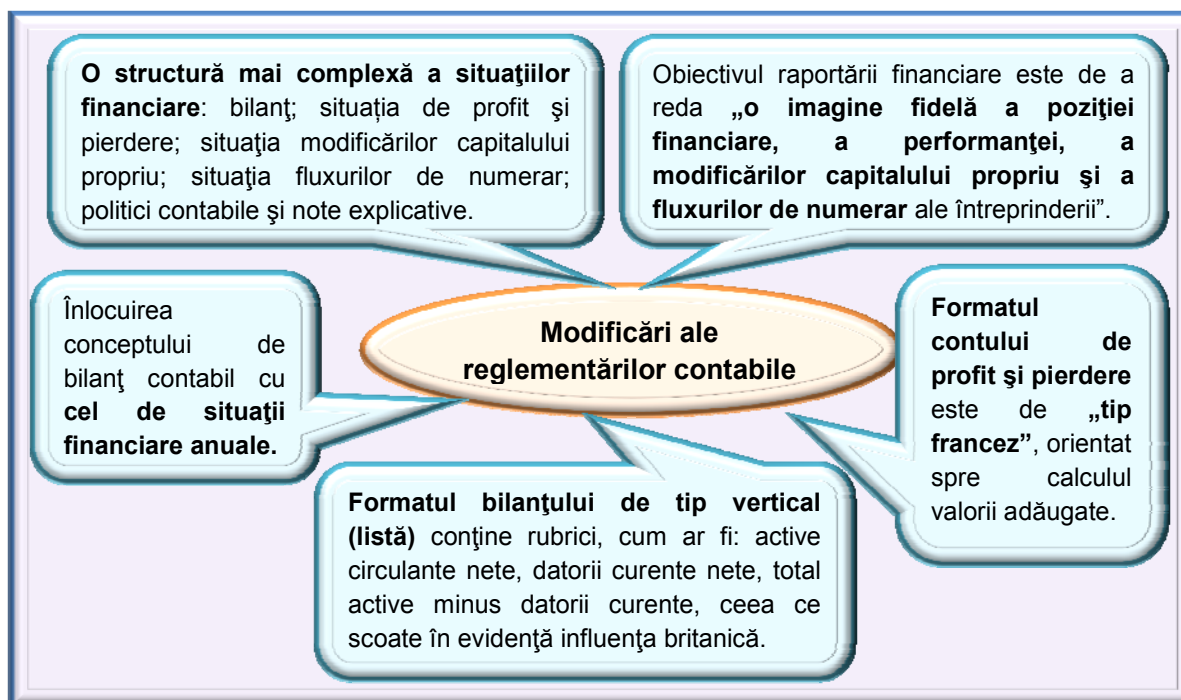 O structură mai complexă a situaţiilor
financiare: bilanţ; situația de profit şi
pierdere; situaţia modificărilor capitalului
propriu; situaţia fluxurilor de numerar;
politici contabile şi note explicative.
Obiectivul raportării financiare este de a
reda „o imagine fidelă a poziţiei
financiare, a performanţei, a
modificărilor capitalului propriu şi a
fluxurilor de numerar ale întreprinderii”.
Înlocuirea
conceptului de
bilanţ contabil cu
cel de situaţii
financiare anuale.
Modificări ale
reglementărilor contabile
Formatul
contului de
profit şi pierdere
este de „tip
francez”, orientat
spre calculul
valorii adăugate.
Formatul bilanţului de tip vertical
(listă) conţine rubrici, cum ar fi: active
circulante nete, datorii curente nete, total
active minus datorii curente, ceea ce
scoate în evidenţă influenţa britanică.